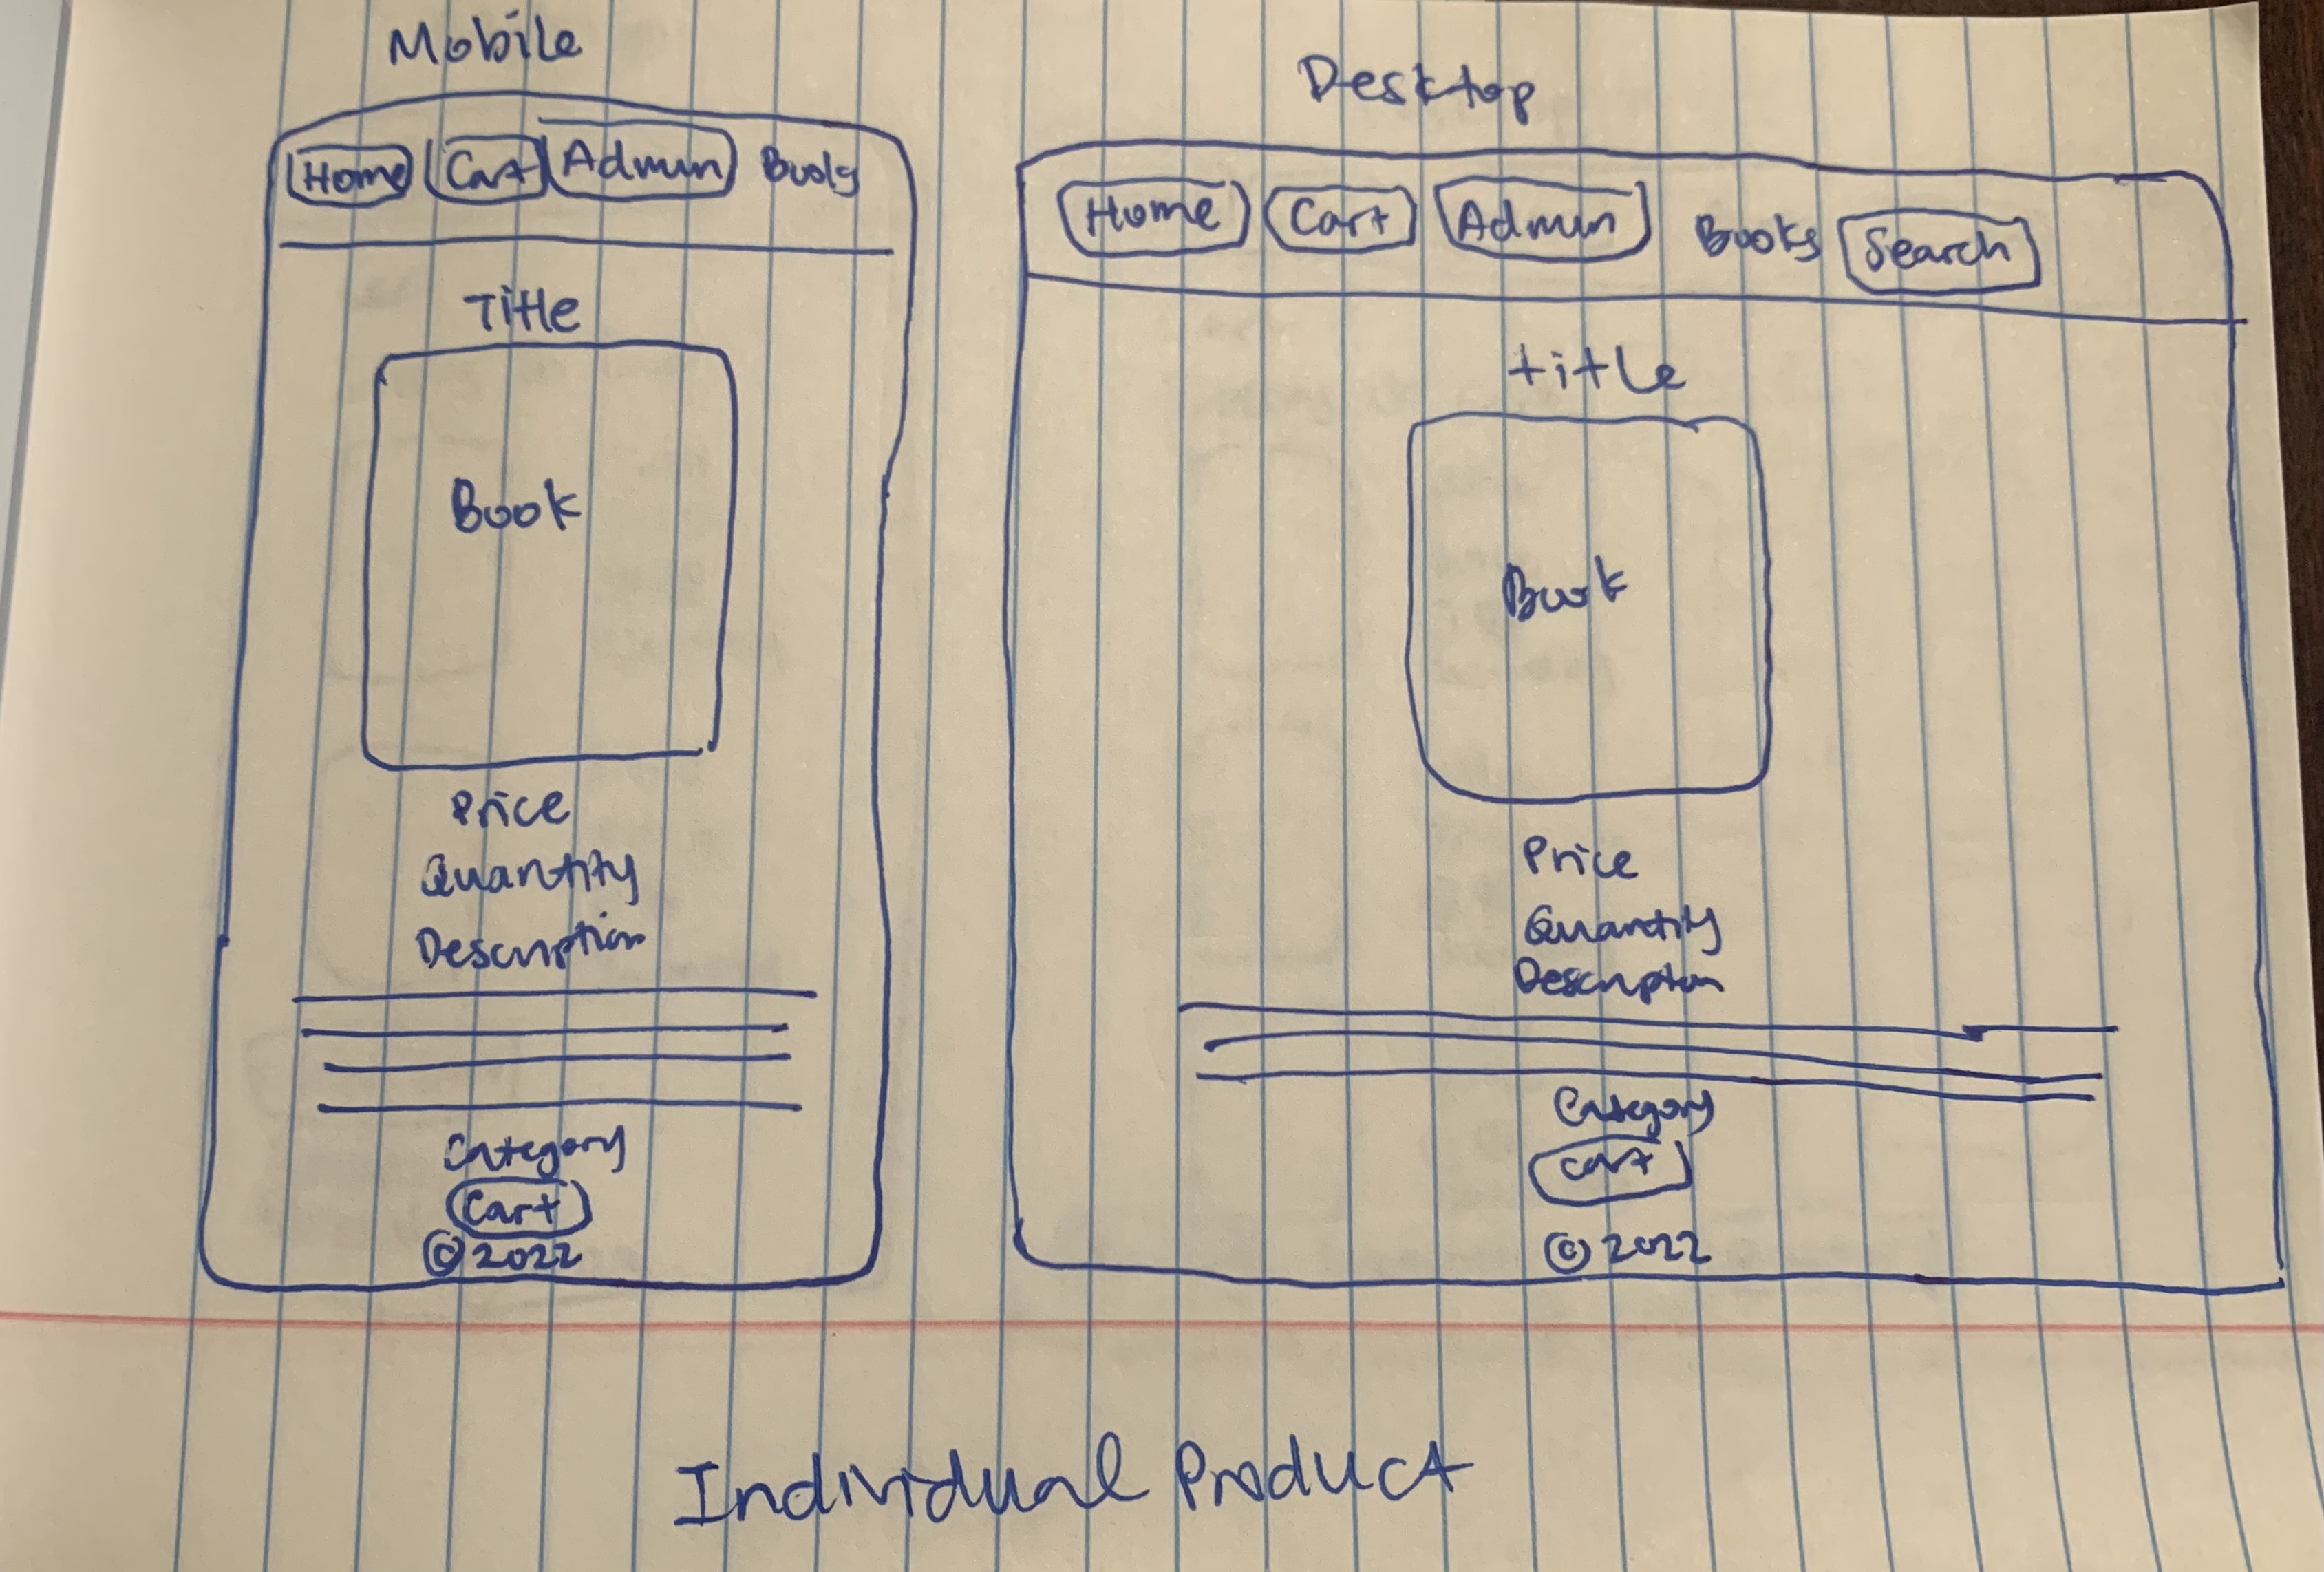 Mobile
Home Cart Admin Books
Title
Book
Price
Quantity
Description
Category
Cart
© 2022
Desktop
Home Cart Admin Books Search
title
Book
Price
Quantity
Description
Category
cart
© 2022
Individual Product